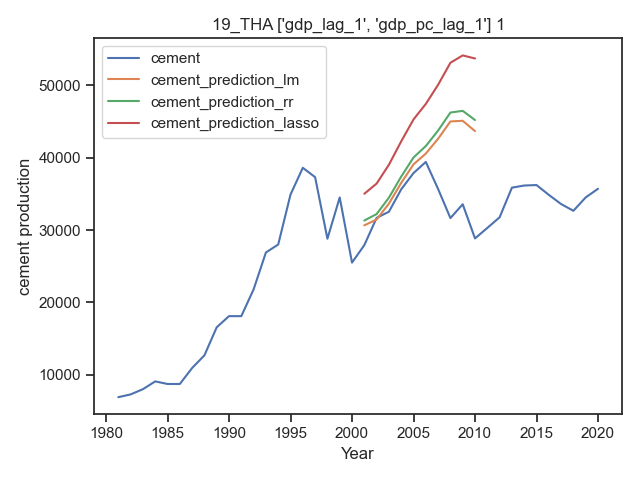 19_THA ['gdp_lag_1', 'gdp_pc_lag_1'] 1
cement
cement_prediction_lm
cement_prediction_rr
cement_prediction_lasso
cement production
50000
40000
30000
20000
10000
1980 1985 1990 1995 2000 2005 2010 2015 2020
Year